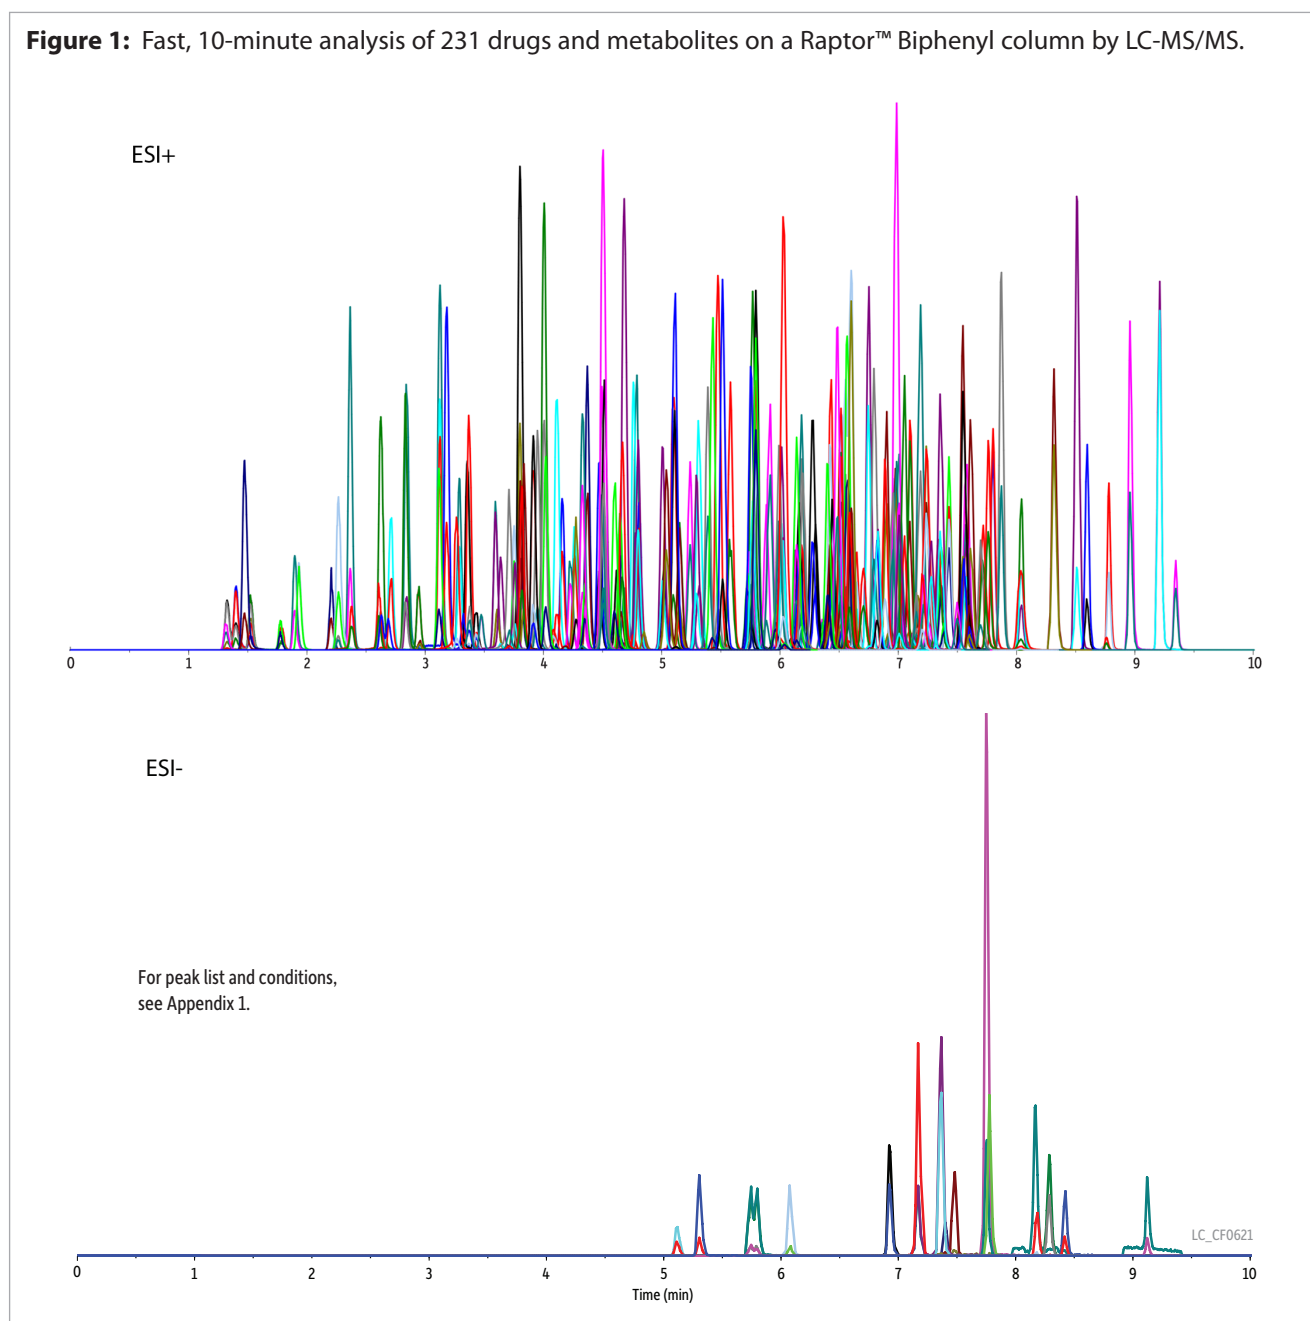 Figure 1: Fast, 10-minute analysis of 231 drugs and metabolites on a Raptor™ Biphenyl column by LC-MS/MS.
ESI+
0 1 2 3 4 5 6 7 8 9 10
ESI-
For peak list and conditions,
see Appendix 1.
LC_CF0621
0 1 2 3 4 5 6 7 8 9 10
Time (min)